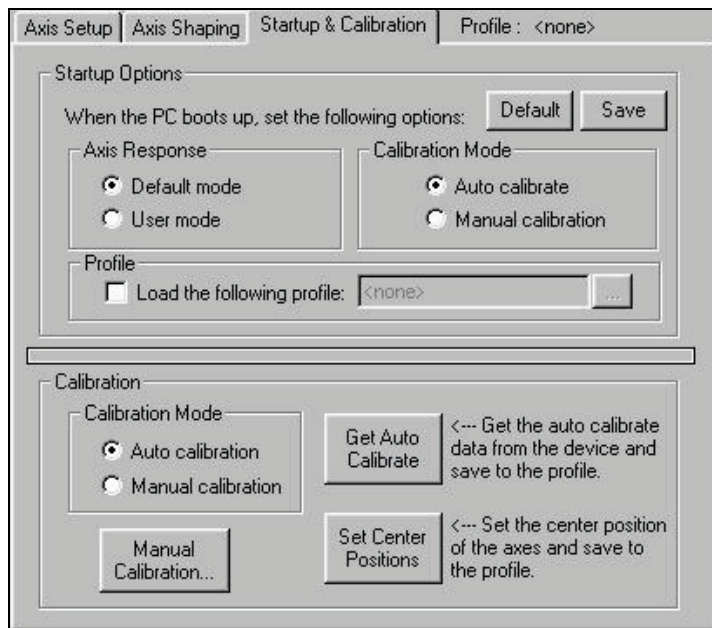 Axis Setup Axis Shaping Startup & Calibration Profile : <none>
Startup Options
When the PC boots up, set the following options: Default Save
Axis Response Calibration Mode
Default mode Auto calibrate
User mode Manual calibration
Profile
Load the following profile: <none> ...
Calibration
Calibration Mode
Auto calibration
Manual calibration
Manual
Calibration...
Get Auto
Calibrate
<--- Get the auto calibrate
data from the device and
save to the profile.
Set Center
Positions
<--- Set the center position
of the axes and save to
the profile.